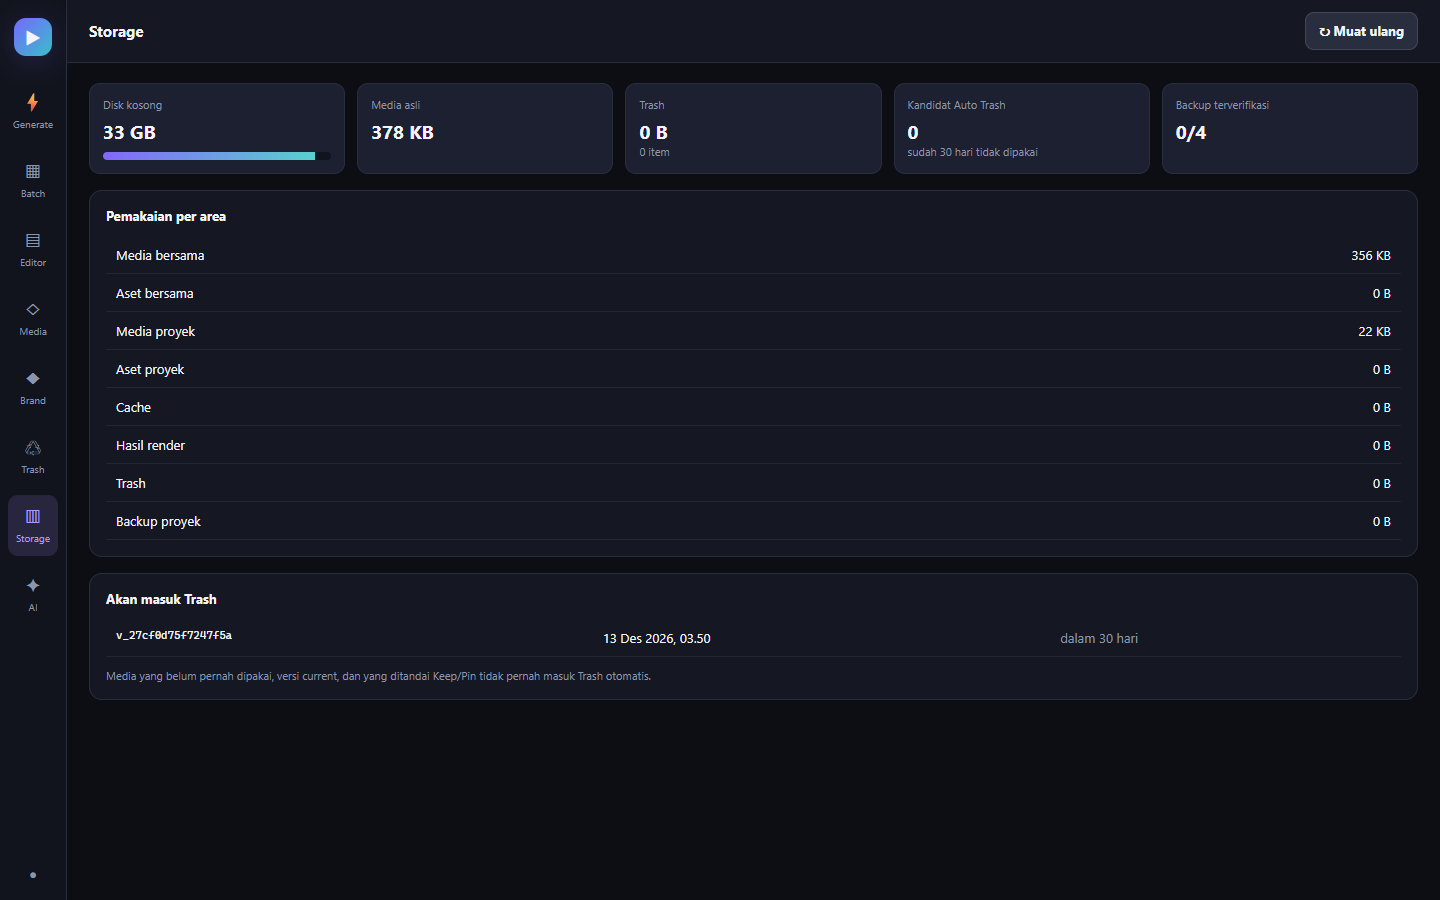 Storage
↻ Muat ulang
Generate
Batch
Editor
Media
Brand
Trash
Storage
AI
Disk kosong
33 GB
Media asli
378 KB
Trash
0 B
0 item
Kandidat Auto Trash
0
sudah 30 hari tidak dipakai
Backup terverifikasi
0/4
Pemakaian per area
Media bersama 356 KB
Aset bersama 0 B
Media proyek 22 KB
Aset proyek 0 B
Cache 0 B
Hasil render 0 B
Trash 0 B
Backup proyek 0 B
Akan masuk Trash
v_27cf0d75f7247f5a 13 Des 2026, 03.50 dalam 30 hari
Media yang belum pernah dipakai, versi current, dan yang ditandai Keep/Pin tidak pernah masuk Trash otomatis.